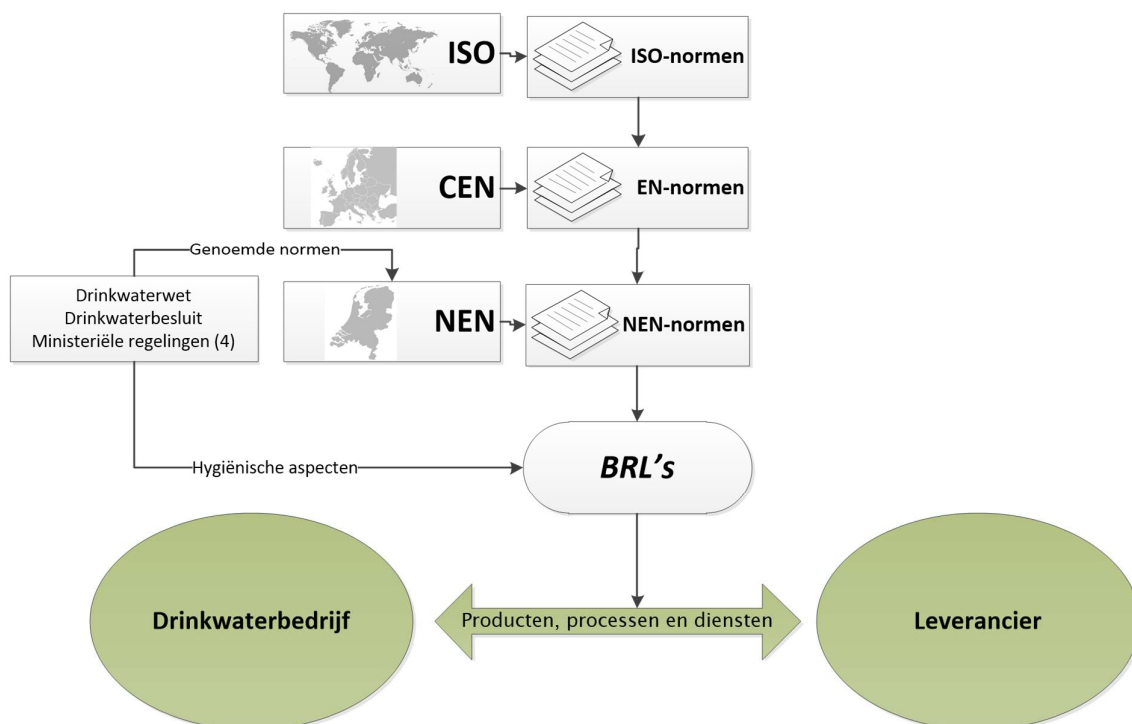 ISO
ISO-normen
CEN
EN-normen
Genoemde normen
Drinkwaterwet
Drinkwaterbesluit
Ministeriële regelingen (4)
NEN
NEN-normen
Hygiënische aspecten
BRL's
Drinkwaterbedrijf
Producten, processen en diensten
Leverancier